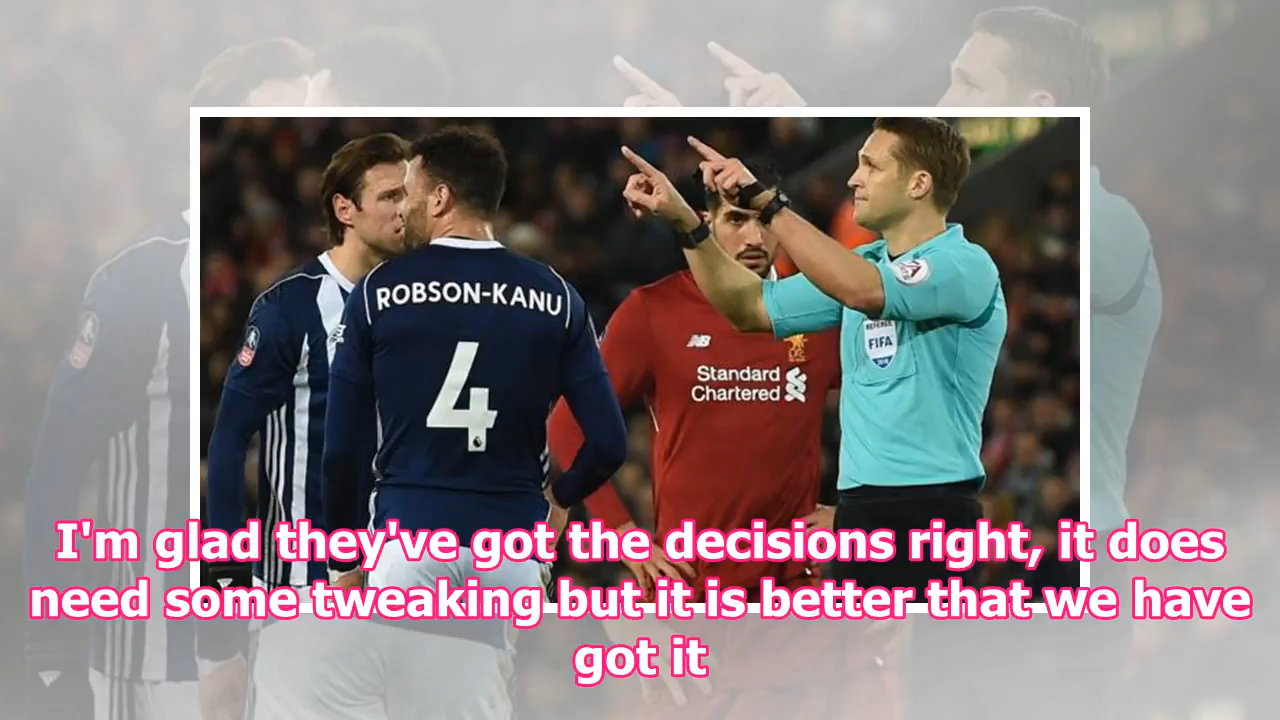 ROBSON-KANU
4
NB
Standard
Chartered
REFEREE
FIFA
I'm glad they've got the decisions right, it does
need some tweaking but it is better that we have
got it